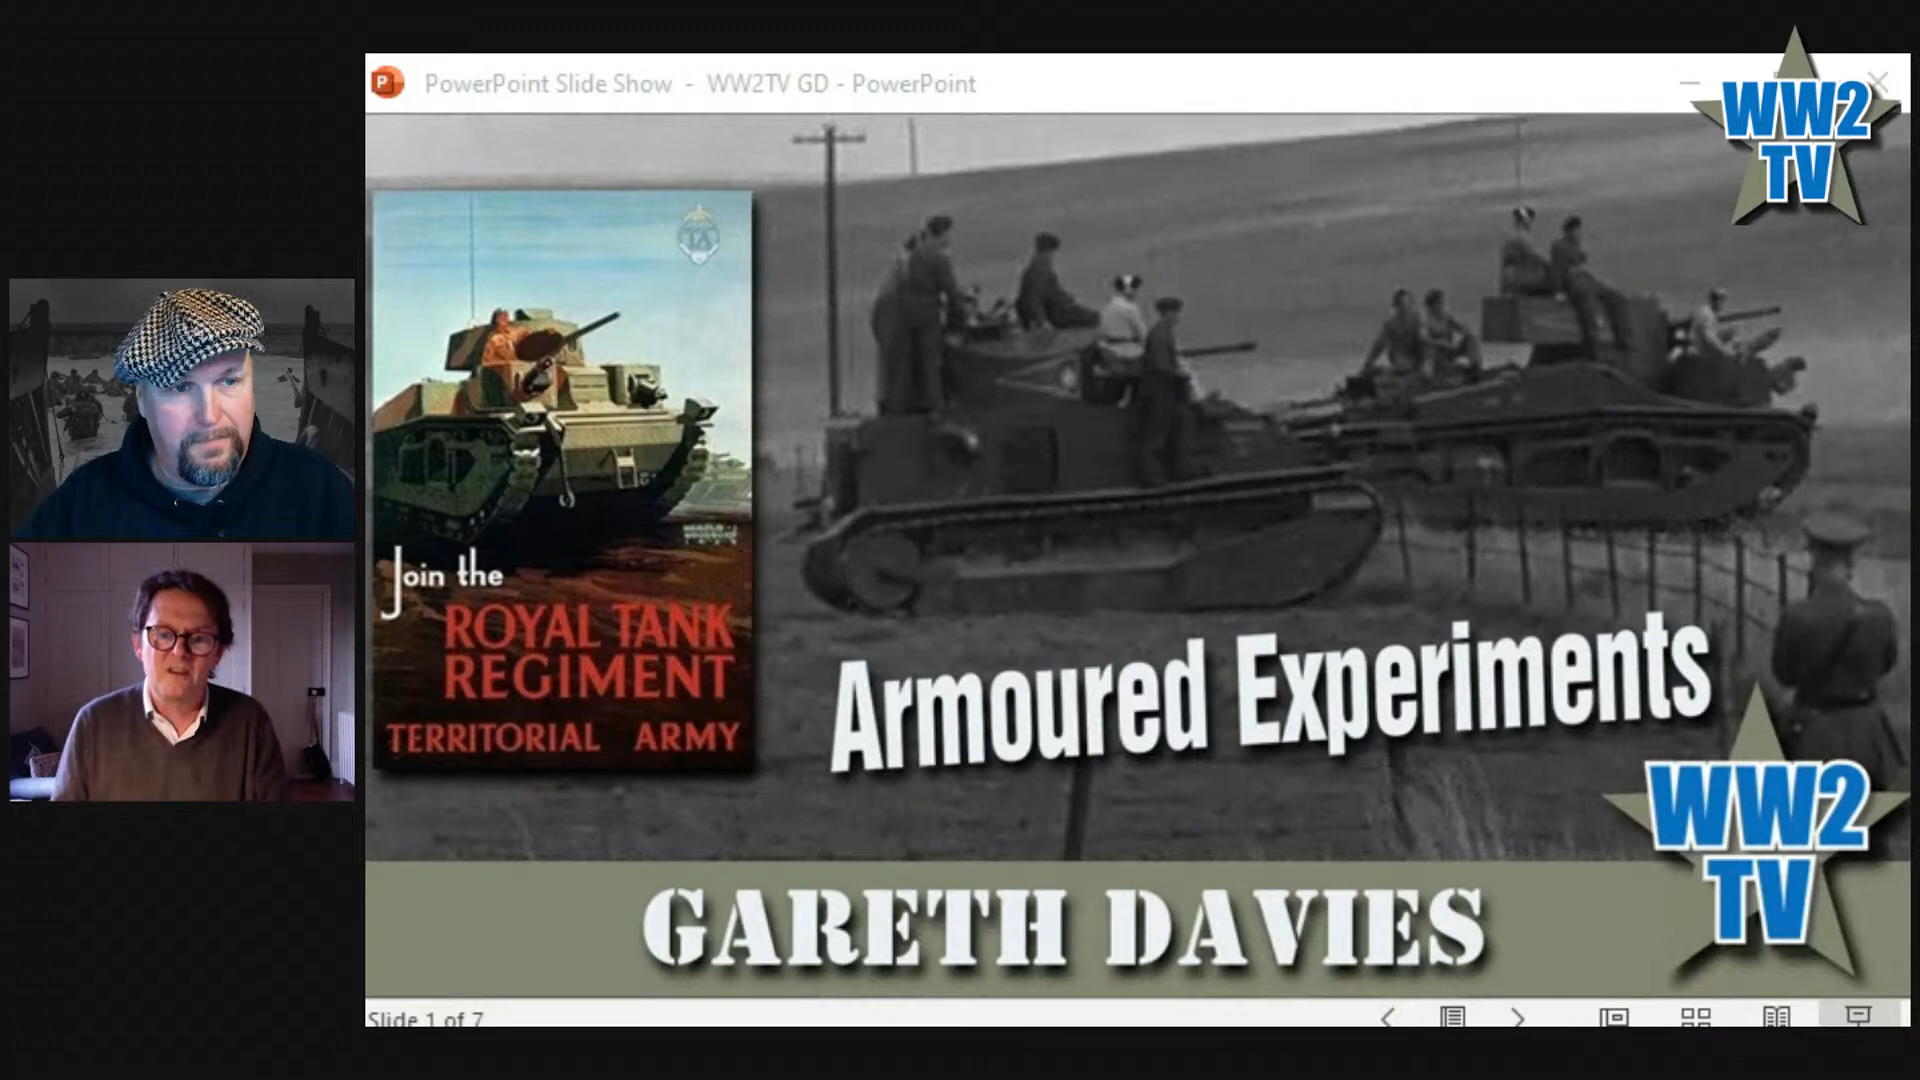 PowerPoint Slide Show - WW2TV GD - PowerPoint
WW2
TV
TA
Join the
ROYAL TANK
REGIMENT
TERRITORIAL ARMY
Armoured Experiments
WW2
TV
GARETH DAVIES
Slide 1 of 7